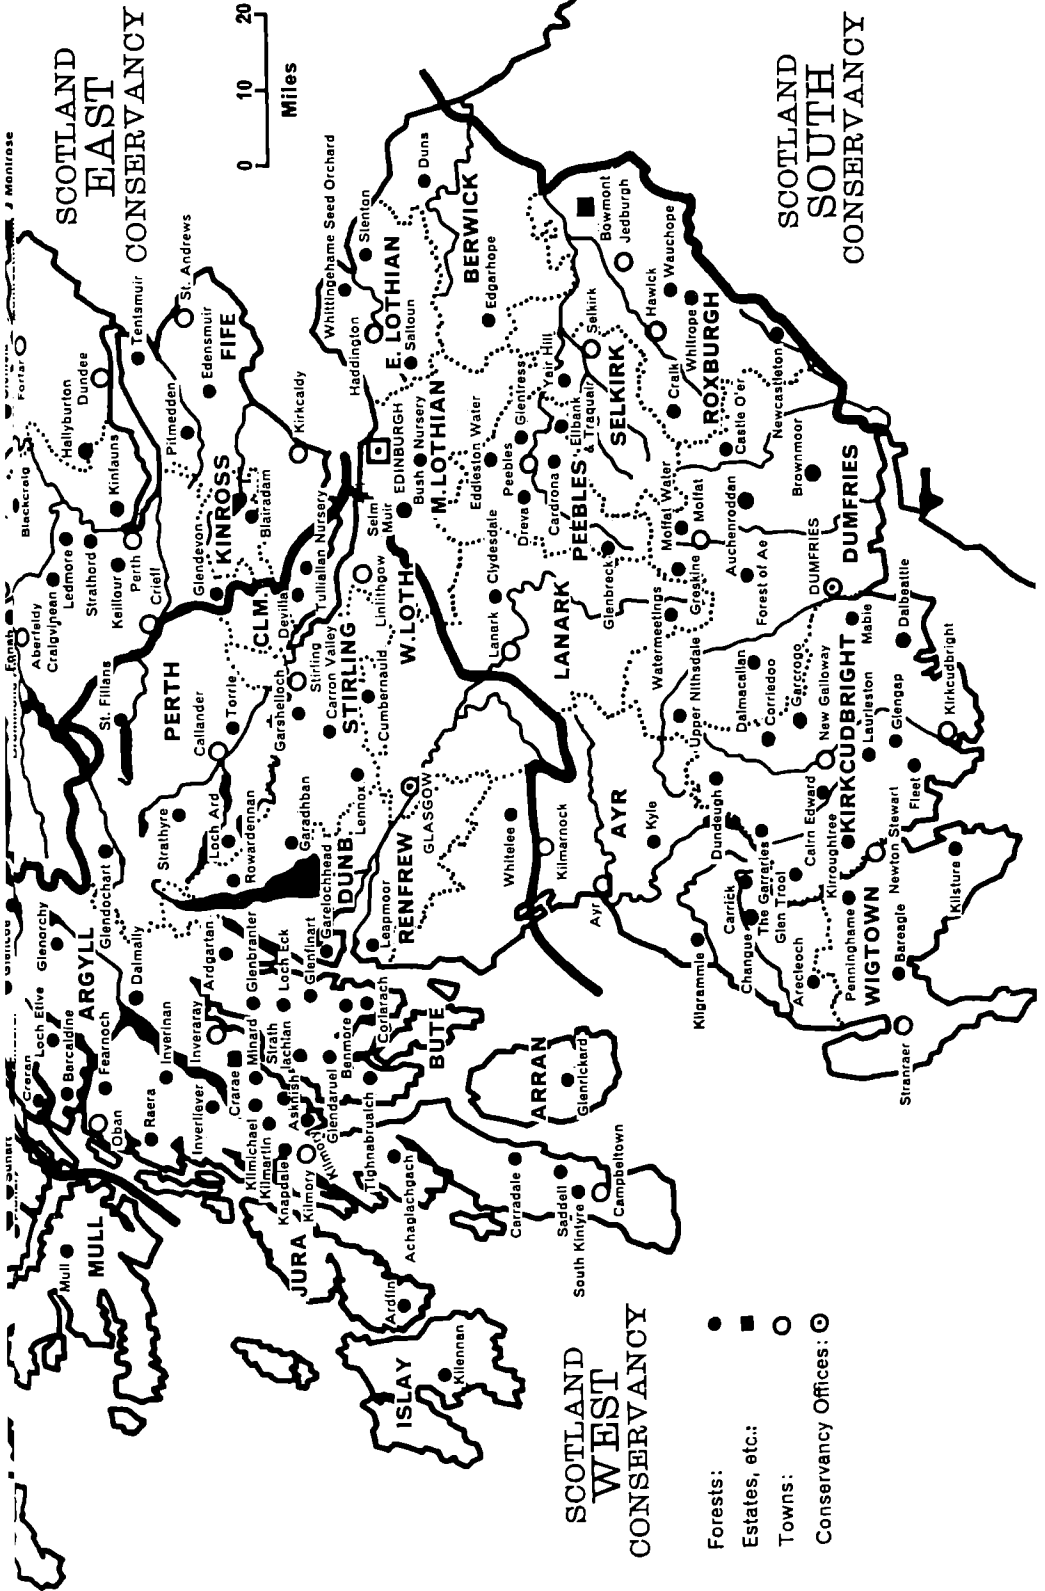 SCOTLAND
EAST
CONSERVANCY
SCOTLAND
SOUTH
CONSERVANCY
SCOTLAND
WEST
CONSERVANCY
0 10 20
Miles
Forests:
Estates, etc.:
Towns:
Conservancy Offices:
Montrose
Forfar
Blackcraig
Hallyburton
Dundee
Tentsmuir
St. Andrews
Kinfauns
Pitmedden
Edensmuir
FIFE
Aberfeldy
Craigvinean
Ledmore
Strathord
Keillour
Perth
Crieff
Glendevon
KINROSS
Blairadam
Kirkcaldy
St. Fillans
PERTH
Callander
Torrie
CLM.
Devilla
Tulliallan Nursery
Garshelloch
Stirling
Carron Valley
STIRLING
Cumbernauld
Linlithgow
W.LOTH
Selm
Muir
EDINBURGH
Bush Nursery
M.LOTHIAN
Haddington
Whittingehame Seed Orchard
Stenton
E. LOTHIAN
Saltoun
Duns
BERWICK
Edgarhope
Eddleston Water
Peebles
Glentress
Yair Hill
Dreva
Cardrona
Elibank
& Traquair
PEEBLES
Selkirk
SELKIRK
Bowmont
Jedburgh
Hawick
Wauchope
Whitrope
ROXBURGH
Craik
Castle O'er
Newcastleton
Clydesdale
Lanark
LANARK
Glenbreck
Moffat Water
Moffat
Greskine
Auchenroddan
Forest of Ae
Brownmoor
DUMFRIES
DUMFRIES
Watermeetings
Upper Nithsdale
Dalmacallan
Corriedo
Garcrogo
New Galloway
KIRKCUDBRIGHT
Mabie
Dalbeattie
Laurieston
Glengap
Kirkcudbright
Fleet
Cairn Edward
Dundeugh
Kirroughtree
Newton Stewart
Carrick
Changue
The Garraries
Glen Trool
Arecleoch
Penninghame
WIGTOWN
Bareagle
Kilsture
Stranraer
Kilgrammie
Ayr
AYR
Kyle
Kilmarnock
Whitelee
GLASGOW
RENFREW
Leapmor
Lennox
DUNB.
Strathyre
Loch Ard
Rowardennan
Garadhban
Garelochhead
Glenorchy
Glendochart
ARGYLL
Dalmally
Loch Etive
Barcaldine
Fearnoch
Creran
Oban
Raera
Inverinan
Inveraray
Inverliever
Ardgartan
Glenbranter
Loch Eck
Glenfinart
Minard
Strath
lachlan
Crarae
Asknish
Kilmichael
Kilmartin
Knapdale
Kilmory
Kilmory
Glendaruel
Benmore
Corlarach
Tighnabruaich
BUTE
Achaglachgach
ARRAN
Glenrickard
Carradale
Saddell
South Kintyre
Campbeltown
Mull
MULL
JURA
Ardfin
ISLAY
Kilennan